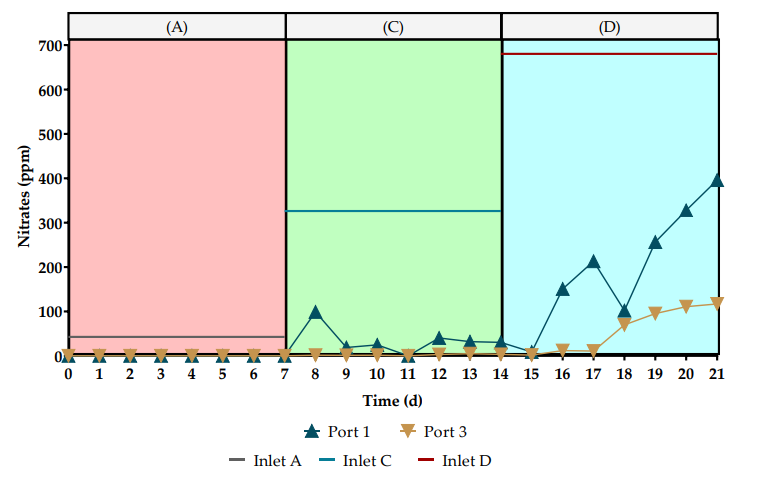 (A) (C) (D)
700
600
500
400
300
200
100
0
Nitrates (ppm)
0 1 2 3 4 5 6 7 8 9 10 11 12 13 14 15 16 17 18 19 20 21
Time (d)
Port 1 Port 3
Inlet A Inlet C Inlet D